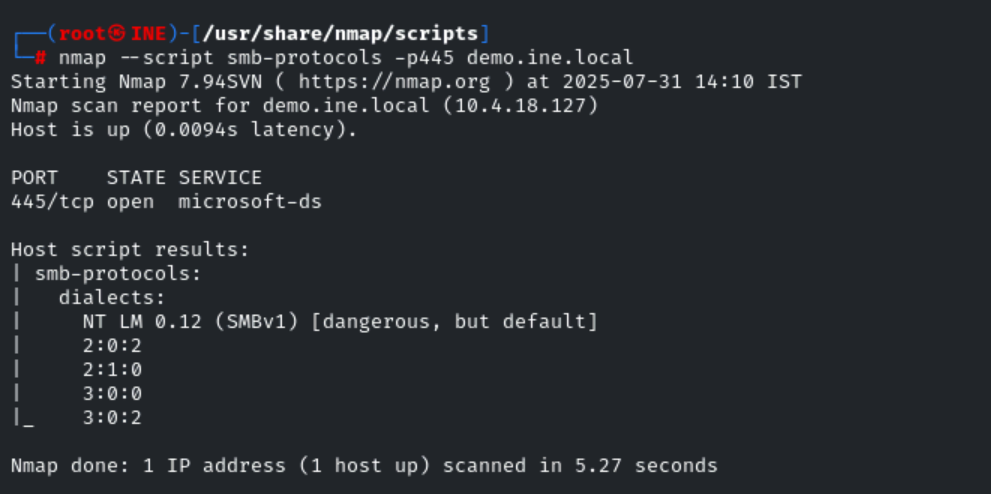 ┌──(root㉿INE)-[/usr/share/nmap/scripts]
└─# nmap --script smb-protocols -p445 demo.ine.local
Starting Nmap 7.94SVN ( https://nmap.org ) at 2025-07-31 14:10 IST
Nmap scan report for demo.ine.local (10.4.18.127)
Host is up (0.0094s latency).

PORT    STATE SERVICE
445/tcp open  microsoft-ds

Host script results:
| smb-protocols:
|   dialects:
|     NT LM 0.12 (SMBv1) [dangerous, but default]
|     2:0:2
|     2:1:0
|     3:0:0
|_    3:0:2

Nmap done: 1 IP address (1 host up) scanned in 5.27 seconds